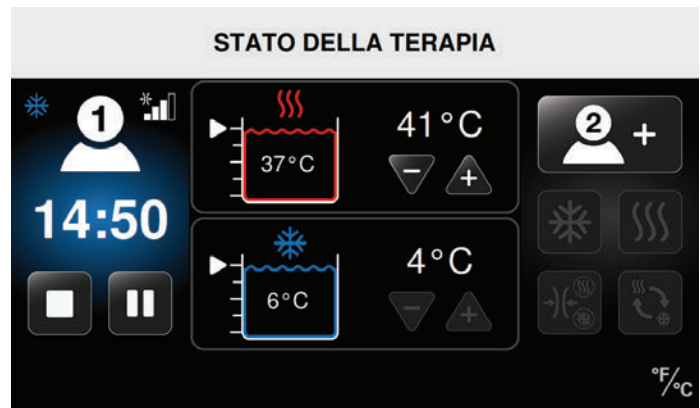 STATO DELLA TERAPIA
1
14:50
37°C
41°C
- +
6°C
4°C
- +
2 +
°F/°C